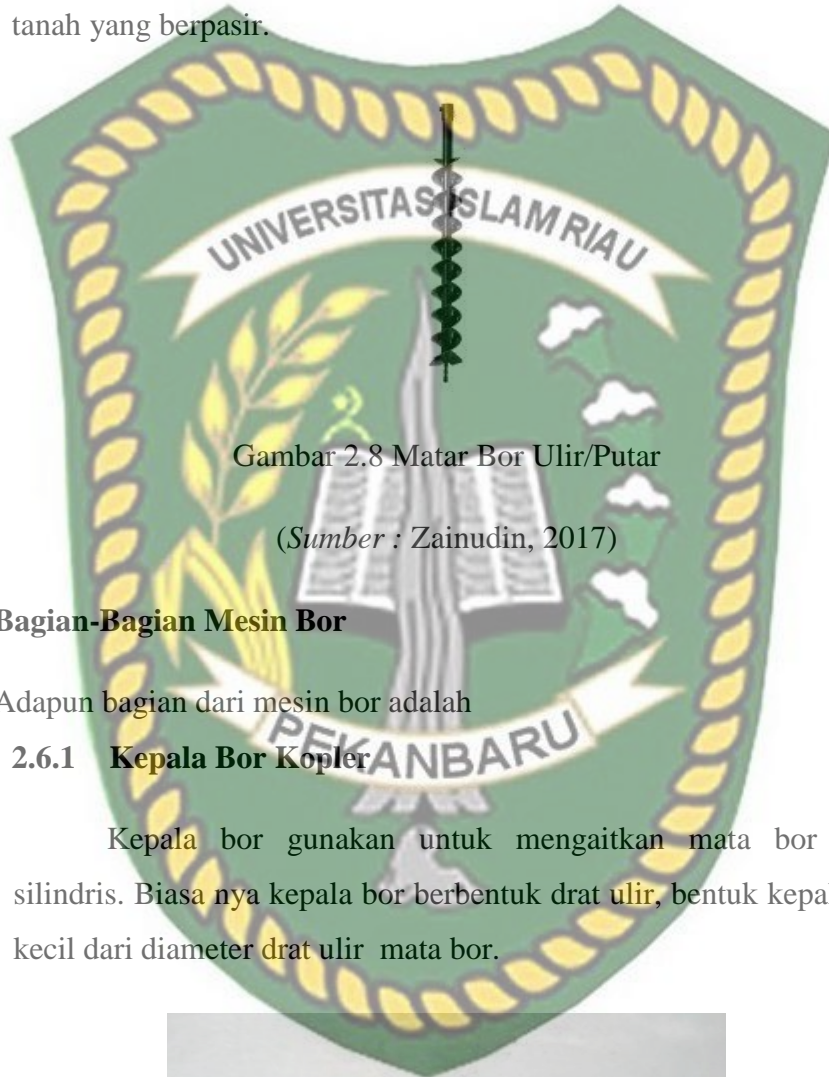 tanah yang berpasir.
UNIVERSITAS ISLAM RIAU
Gambar 2.8 Matar Bor Ulir/Putar
(Sumber : Zainudin, 2017)
Bagian-Bagian Mesin Bor
Adapun bagian dari mesin bor adalah
PEKANBARU
2.6.1 Kepala Bor Kopler
Kepala bor gunakan untuk mengaitkan mata bor
silindris. Biasa nya kepala bor berbentuk drat ulir, bentuk kepal
kecil dari diameter drat ulir mata bor.